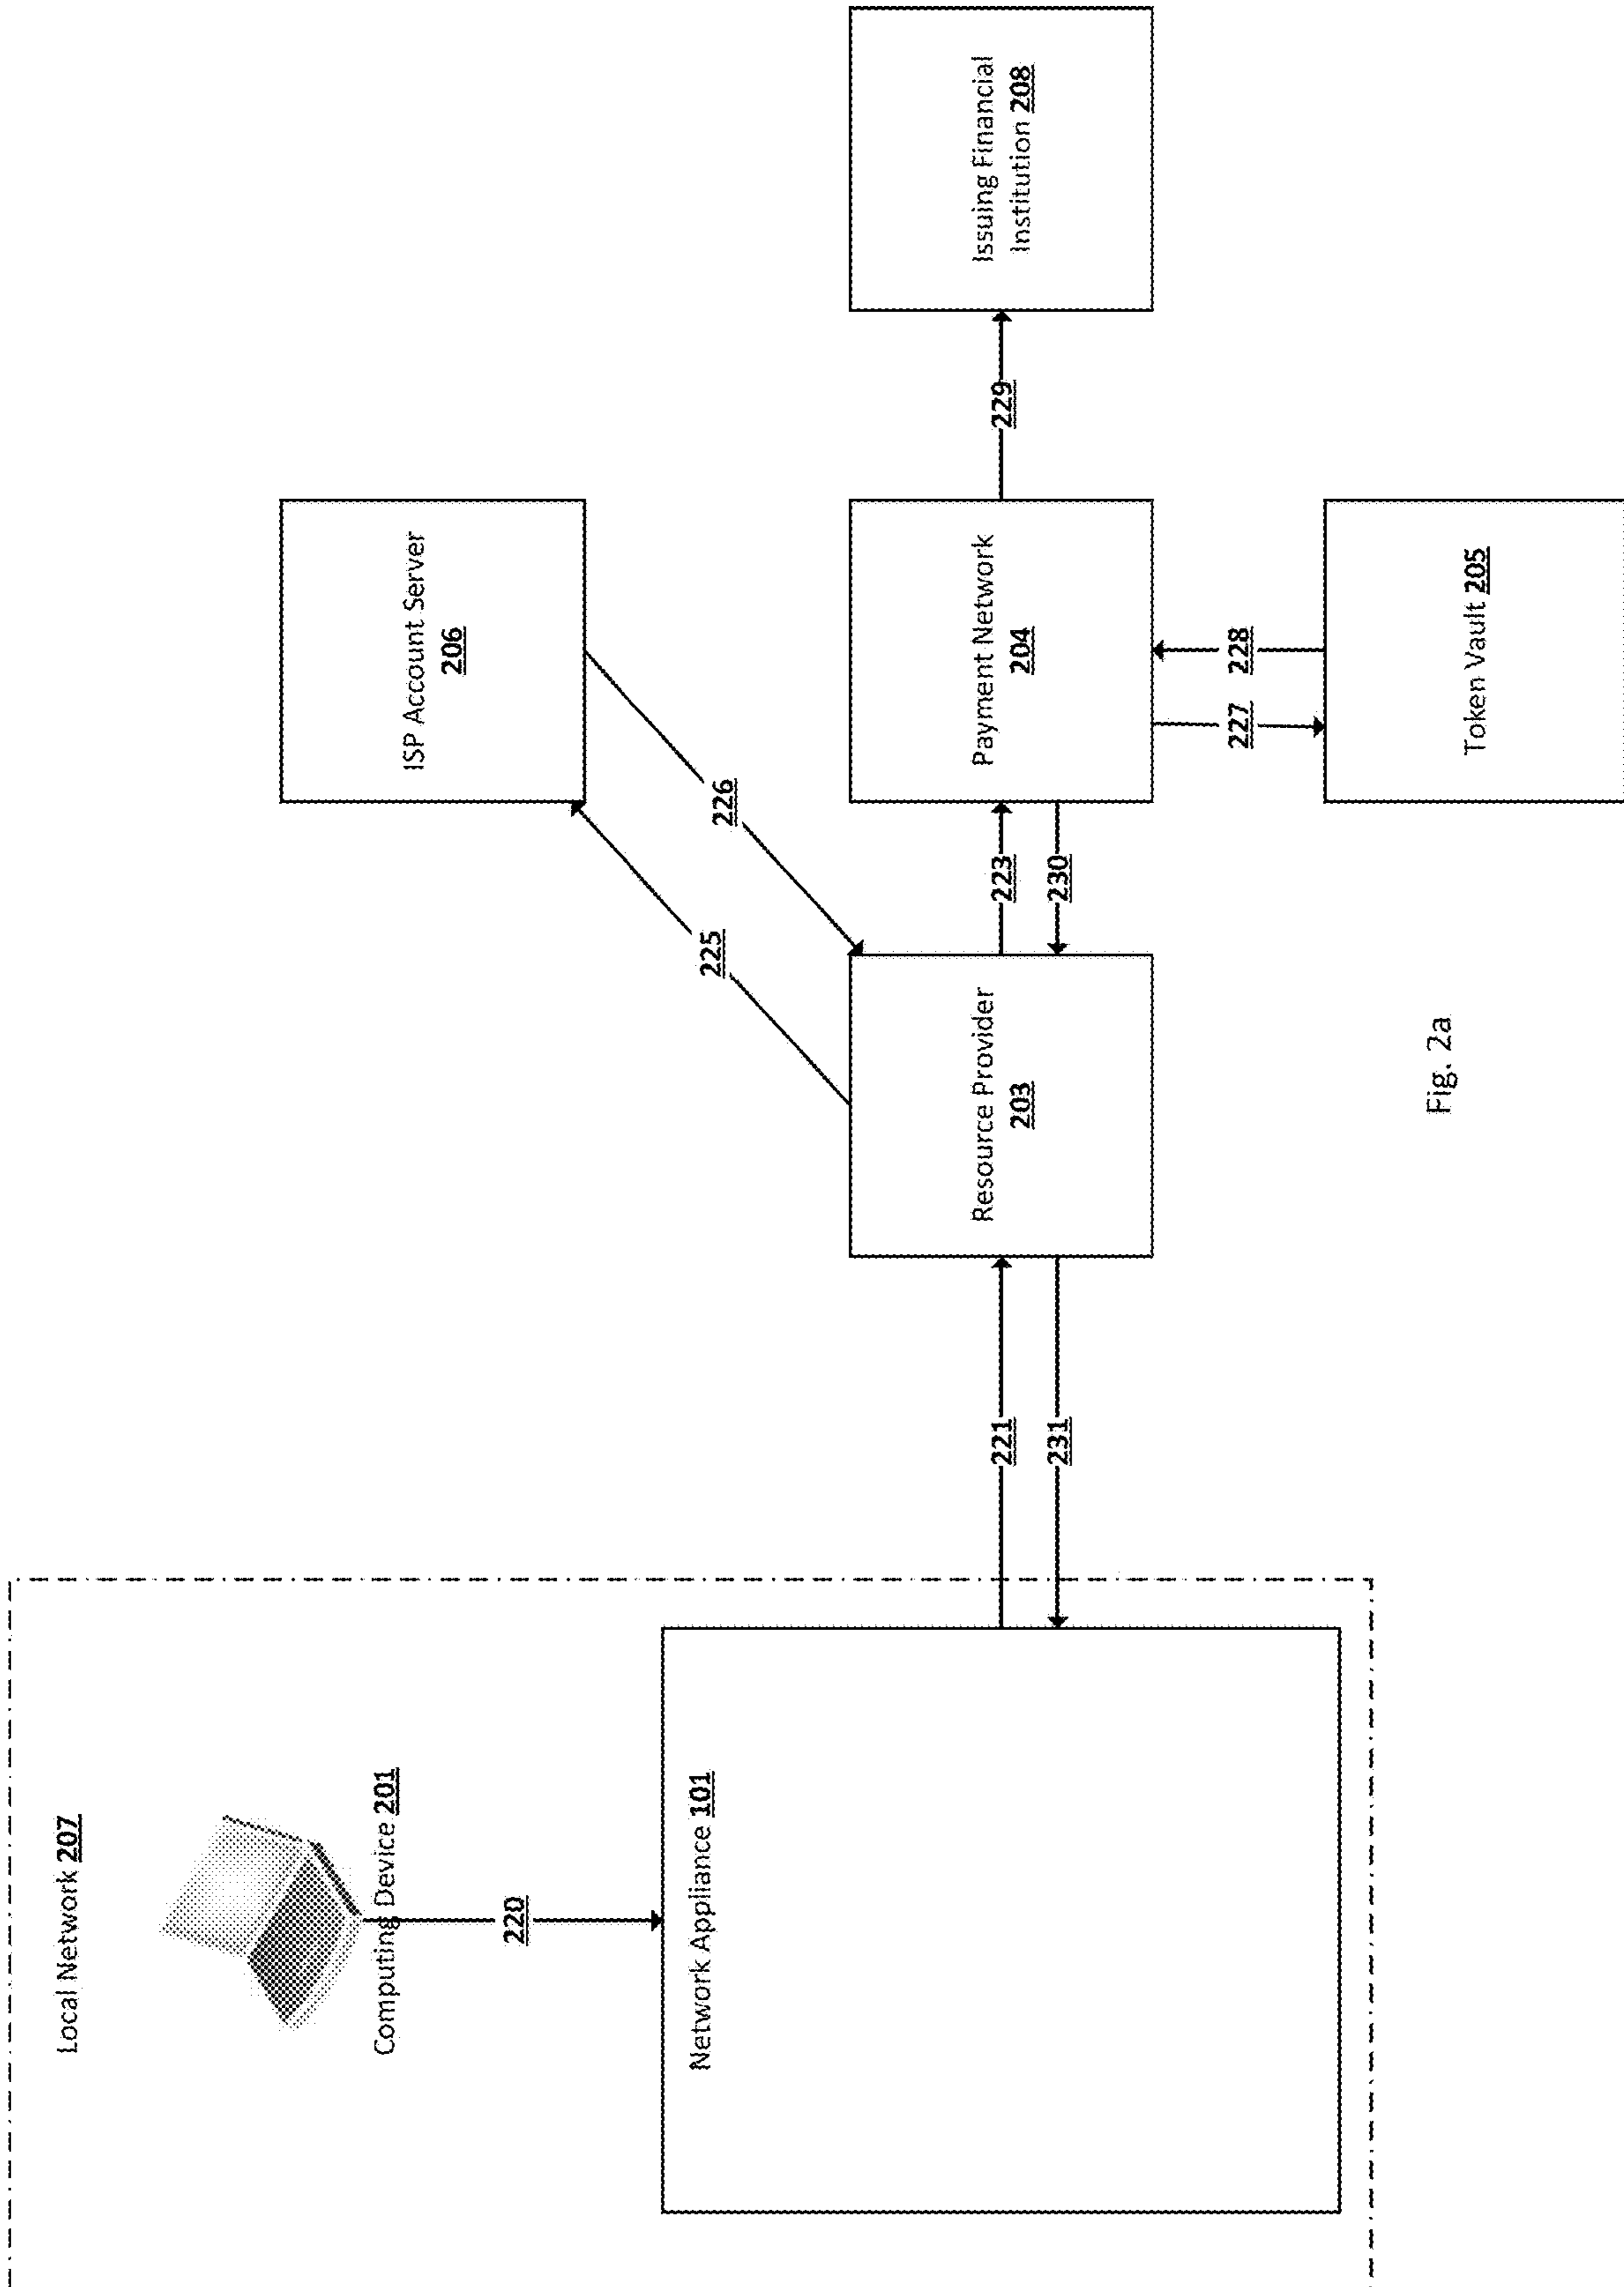 Local Network 207
Computing Device 201
220
Network Appliance 101
221
231
Resource Provider
203
225
226
ISP Account Server
206
223
230
Payment Network
204
227
228
Token Vault 205
229
Issuing Financial
Institution 208
Fig. 2a